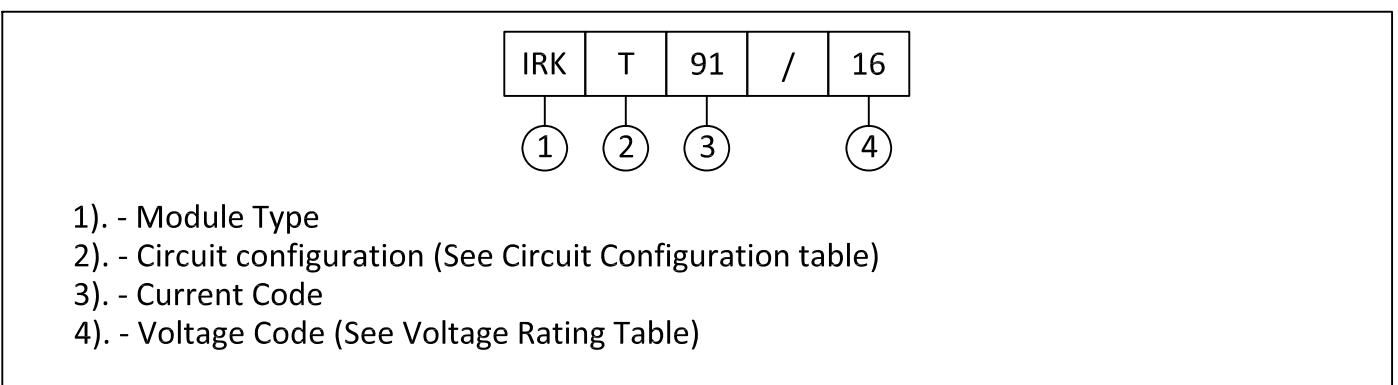 IRK T 91 / 16
1 2 3 4
1). - Module Type
2). - Circuit configuration (See Circuit Configuration table)
3). - Current Code
4). - Voltage Code (See Voltage Rating Table)